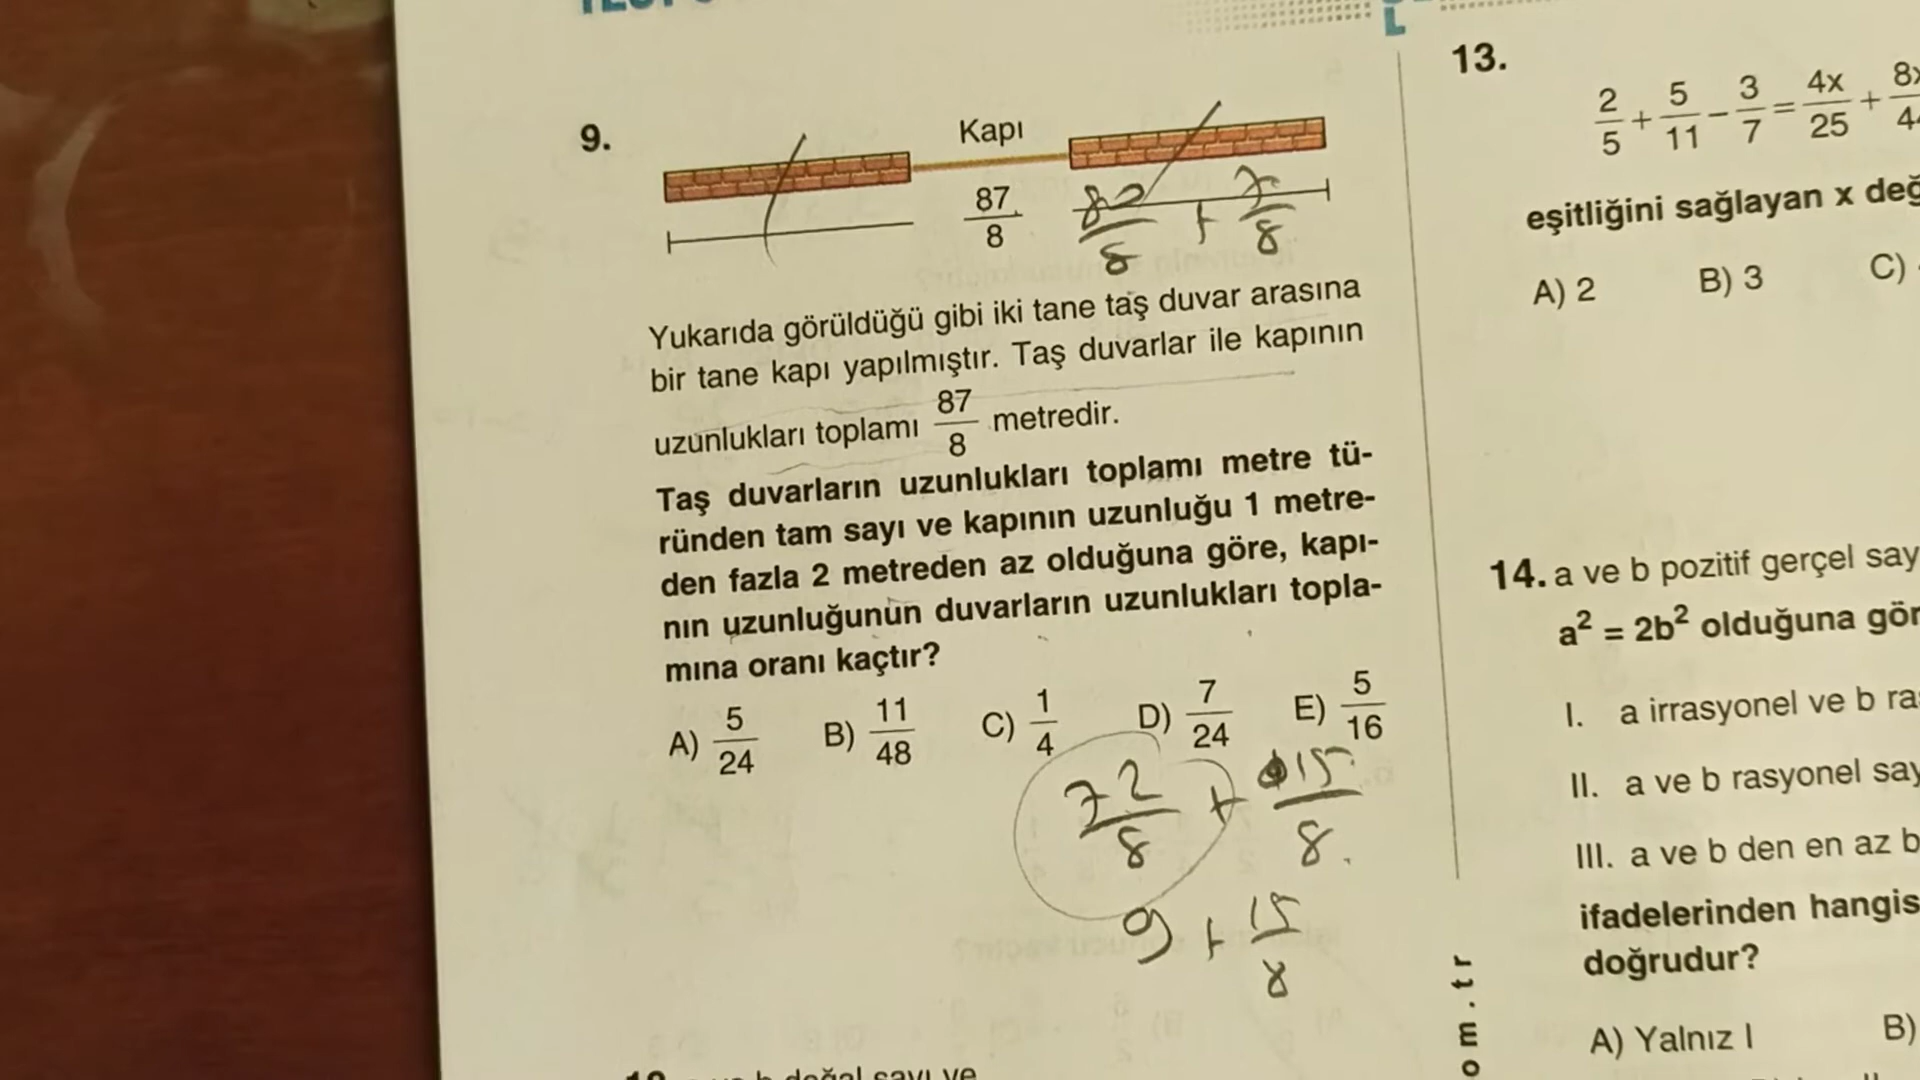 9.
Kapı
87/8
82/8 + 7/8
Yukarıda görüldüğü gibi iki tane taş duvar arasına
bir tane kapı yapılmıştır. Taş duvarlar ile kapının
uzunlukları toplamı 87/8 metredir.
Taş duvarların uzunlukları toplamı metre tü-
ründen tam sayı ve kapının uzunluğu 1 metre-
den fazla 2 metreden az olduğuna göre, kapı-
nın uzunluğunun duvarların uzunlukları topla-
mına oranı kaçtır?
A) 5/24 B) 11/48 C) 1/4 D) 7/24 E) 5/16
72/8 + 15/8
9 + 15/8
13.
2/5 + 5/11 - 3/7 = 4x/25 +
eşitliğini sağlayan x değ
A) 2 B) 3 C)
14. a ve b pozitif gerçel say
a² = 2b² olduğuna gör
I. a irrasyonel ve b ra
II. a ve b rasyonel say
III. a ve b den en az b
ifadelerinden hangis
doğrudur?
A) Yalnız I B)
om.tr